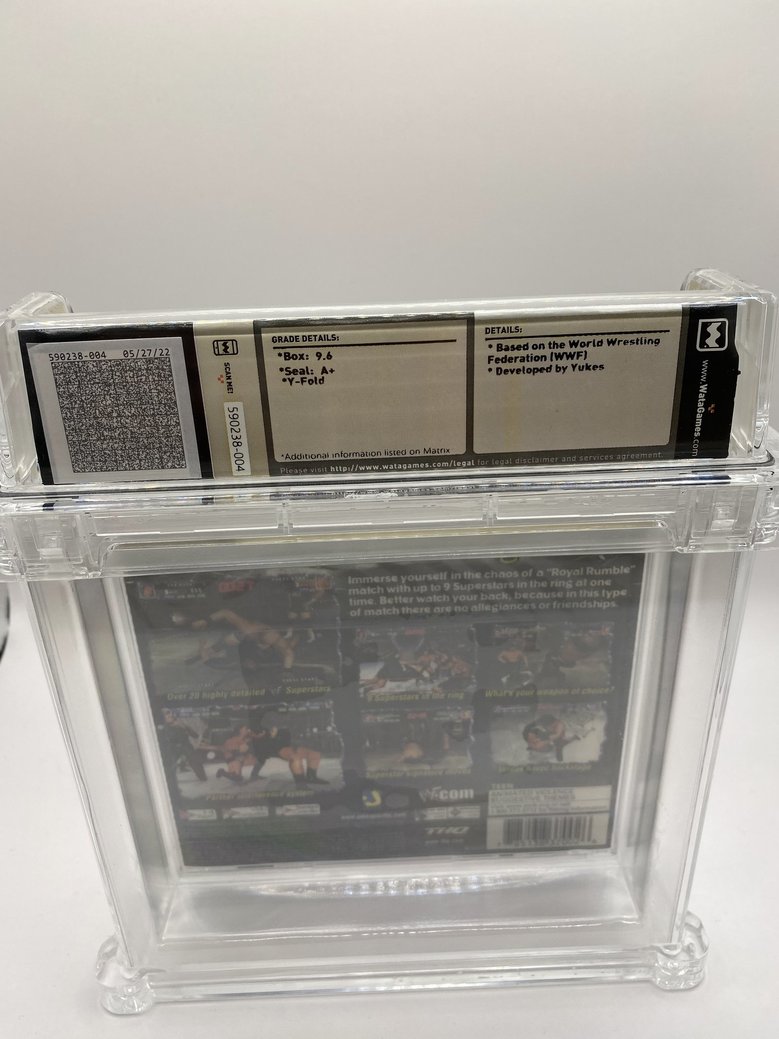 590238-004 05/27/22
SCAN ME!
590238-004
GRADE DETAILS:
*Box: 9.6
*Seal: A+
*Y-Fold
*Additional information listed on Matrix
DETAILS:
* Based on the World Wrestling
Federation (WWF)
* Developed by Yukes
Please visit http://www.watagames.com/legal for legal disclaimer and services agreement.
www.WataGames.com
Immerse yourself in the chaos of a "Royal Rumble"
match with up to 9 Superstars in the ring at one
time. Better watch your back, because in this type
of match there are no allegiances or friendships.
Over 20 highly detailed Superstars
9 Superstars in the ring
What's your weapon of choice?
Superstar signature moves
TEEN
THQ